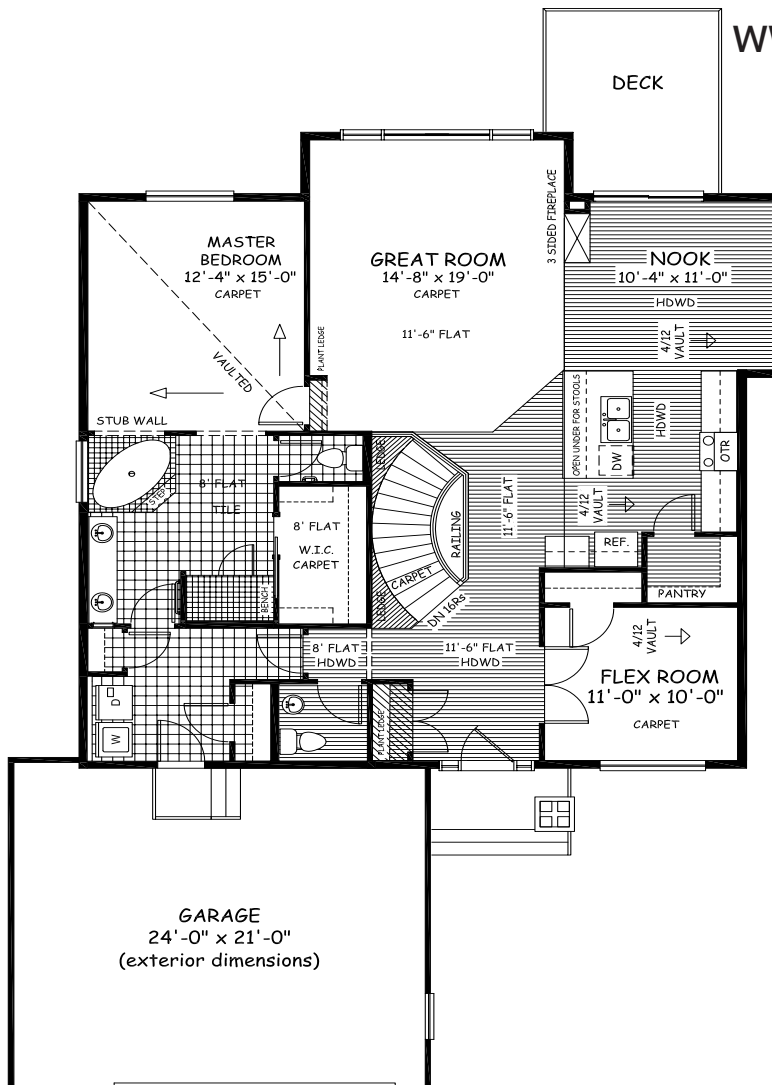 DECK
MASTER
BEDROOM
12'-4" x 15'-0"
CARPET
VAULTED
STUB WALL
PLANT LEDGE
GREAT ROOM
14'-8" x 19'-0"
CARPET
11'-6" FLAT
3 SIDED FIREPLACE
NOOK
10'-4" x 11'-0"
HDWD
4/12
VAULT
OPEN UNDER FOR STOOLS
DW
HDWD
OTR
4/12
VAULT
REF.
PANTRY
STEP
8' FLAT
TILE
8' FLAT
W.I.C.
CARPET
BENCH
LEDGE
RAILING
CARPET
LEDGE
DN 16Rs
11'-6" FLAT
8' FLAT
HDWD
11'-6" FLAT
HDWD
4/12
VAULT
FLEX ROOM
11'-0" x 10'-0"
CARPET
D
W
PLANT LEDGE
GARAGE
24'-0" x 21'-0"
(exterior dimensions)